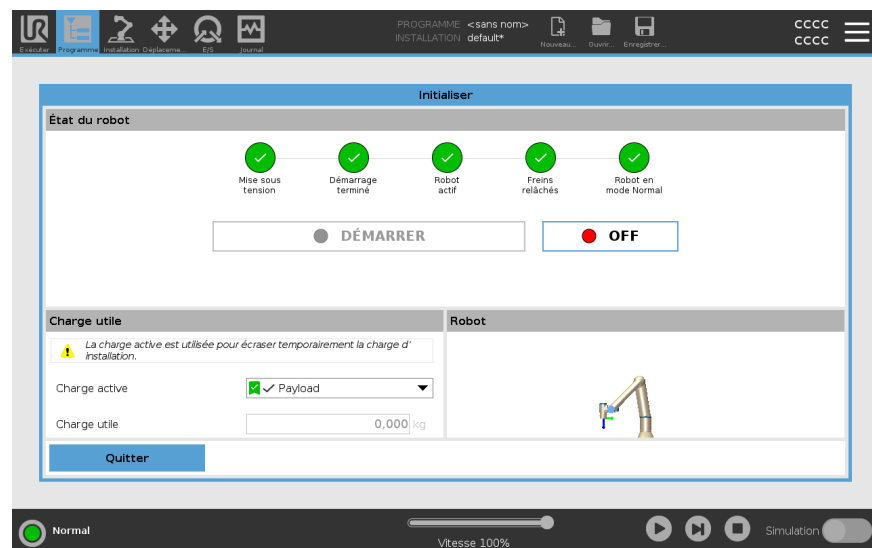 UR
PROGRAMME <sans nom>
INSTALLATION default*
cccc
cccc
Exécuter
Programme
Installation
Déplaceme...
E/S
Journal
Nouveau...
Ouvrir...
Enregistrer...
Initialiser
État du robot
Mise sous
tension
Démarrage
terminé
Robot
actif
Freins
relâchés
Robot en
mode Normal
DÉMARRER
OFF
Charge utile
Robot
La charge active est utilisée pour écraser temporairement la charge d'
installation.
Charge active
Payload
Charge utile
0,000 kg
Quitter
Normal
Vitesse 100%
Simulation